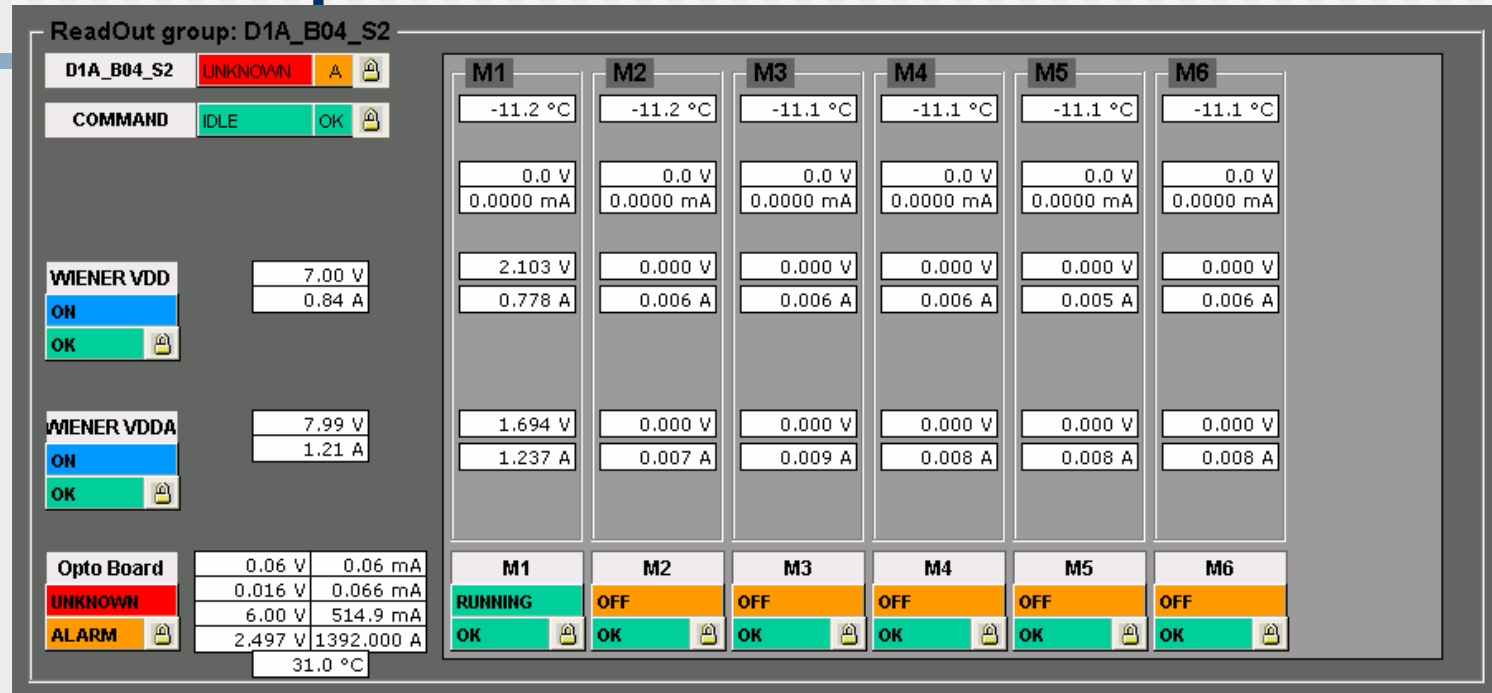 ReadOut group: D1A_B04_S2
D1A_B04_S2 UNKNOWN A
COMMAND IDLE OK
M1 M2 M3 M4 M5 M6
-11.2 °C -11.2 °C -11.1 °C -11.1 °C -11.1 °C -11.1 °C
0.0 V 0.0 V 0.0 V 0.0 V 0.0 V 0.0 V
0.0000 mA 0.0000 mA 0.0000 mA 0.0000 mA 0.0000 mA 0.0000 mA
WIENER VDD 7.00 V 2.103 V 0.000 V 0.000 V 0.000 V 0.000 V 0.000 V
ON 0.84 A 0.778 A 0.006 A 0.006 A 0.006 A 0.005 A 0.006 A
OK
WIENER VDDA 7.99 V 1.694 V 0.000 V 0.000 V 0.000 V 0.000 V 0.000 V
ON 1.21 A 1.237 A 0.007 A 0.009 A 0.008 A 0.008 A 0.008 A
OK
Opto Board 0.06 V 0.06 mA M1 M2 M3 M4 M5 M6
UNKNOWN 0.016 V 0.066 mA RUNNING OFF OFF OFF OFF OFF
6.00 V 514.9 mA
ALARM 2.497 V 1392.000 A OK OK OK OK OK OK
31.0 °C